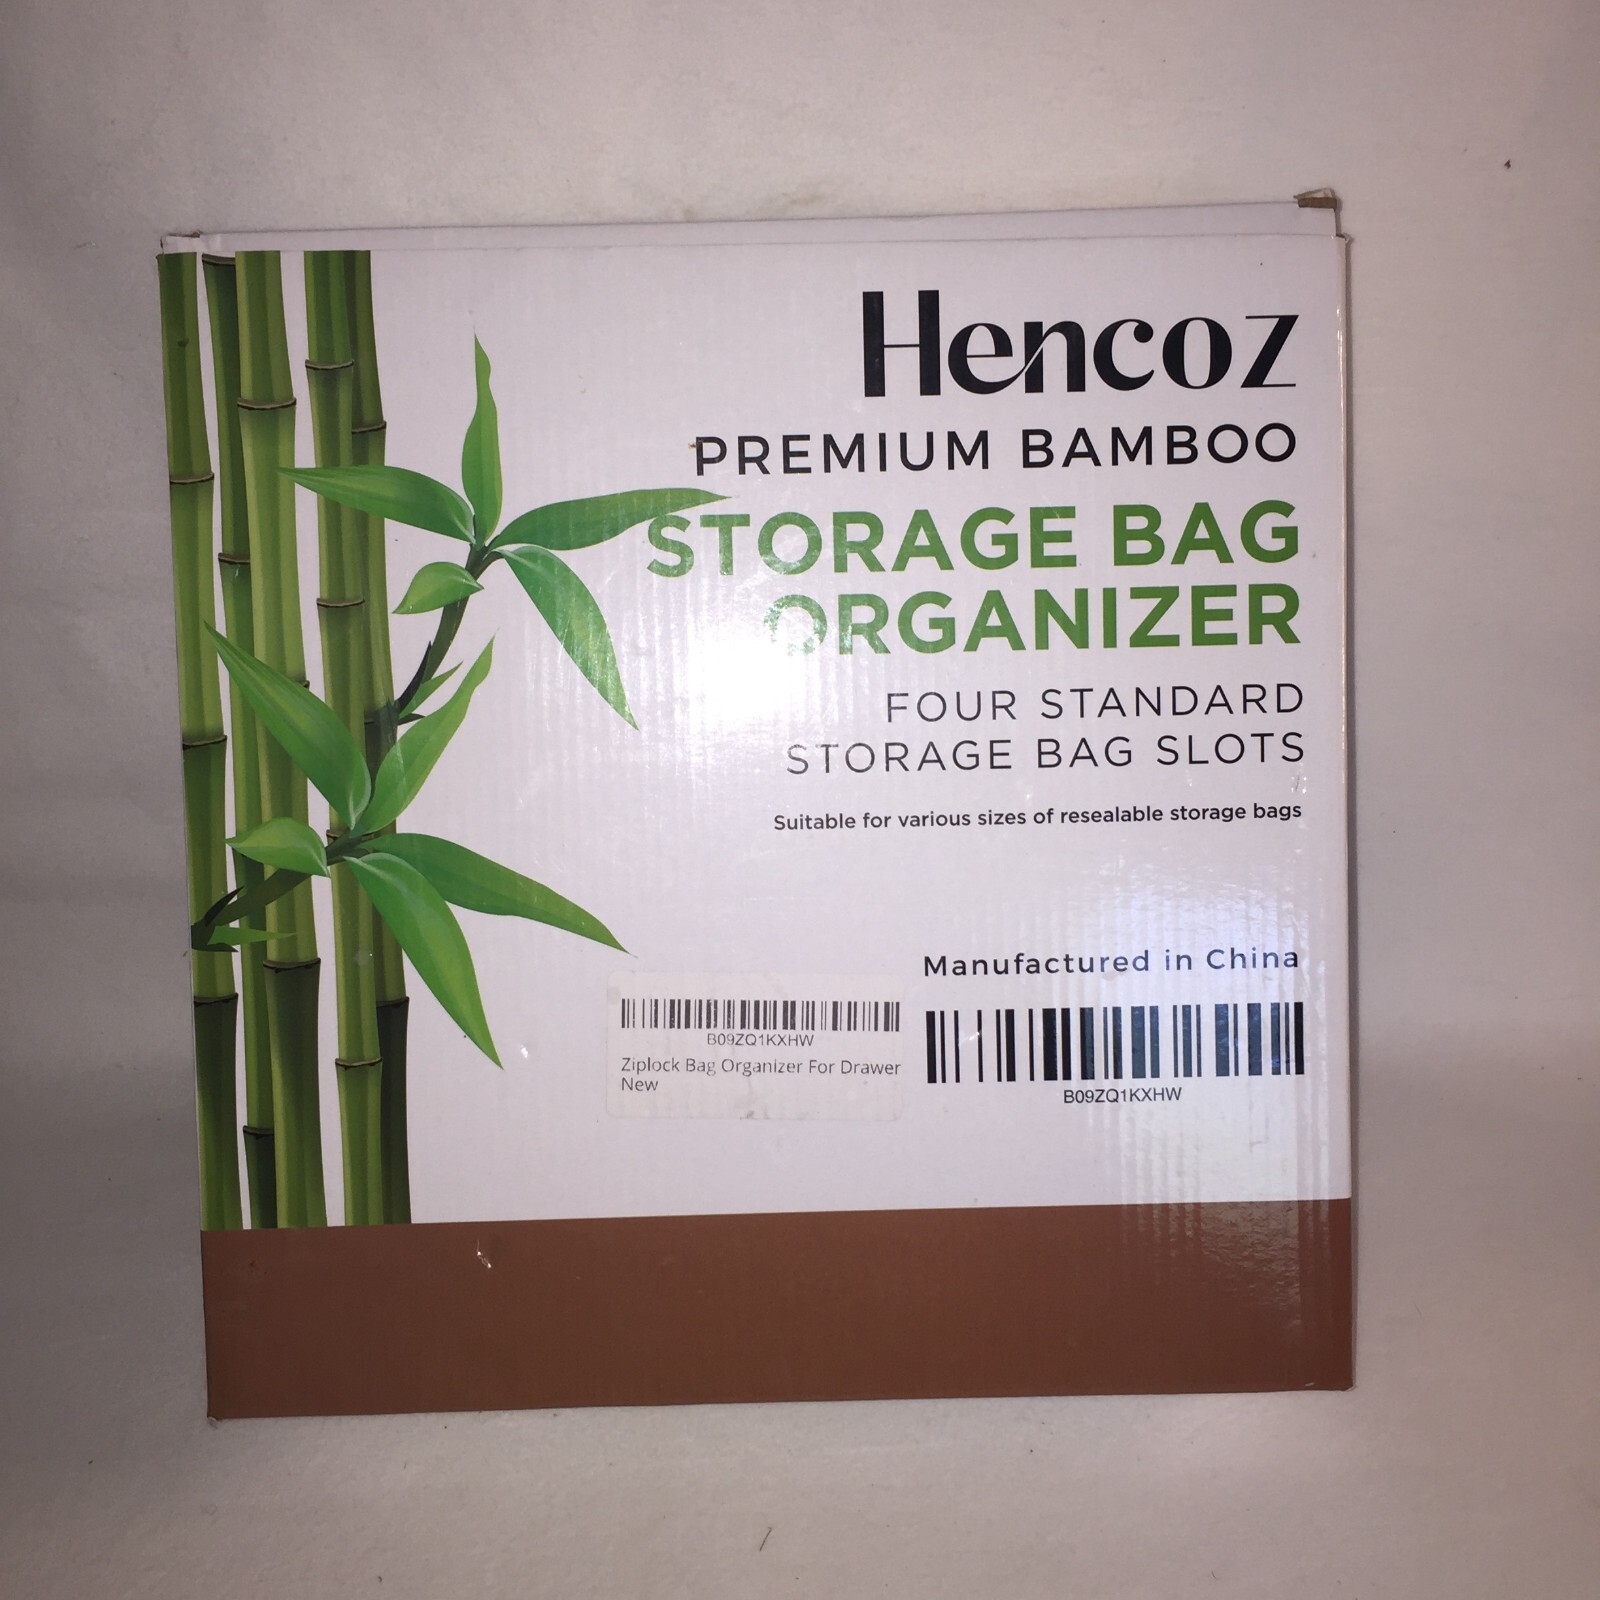 Hencoz
PREMIUM BAMBOO
STORAGE BAG
ORGANIZER
FOUR STANDARD
STORAGE BAG SLOTS
Suitable for various sizes of resealable storage bags
Manufactured in China
B09ZQ1KXHW
Ziplock Bag Organizer For Drawer
New
B09ZQ1KXHW